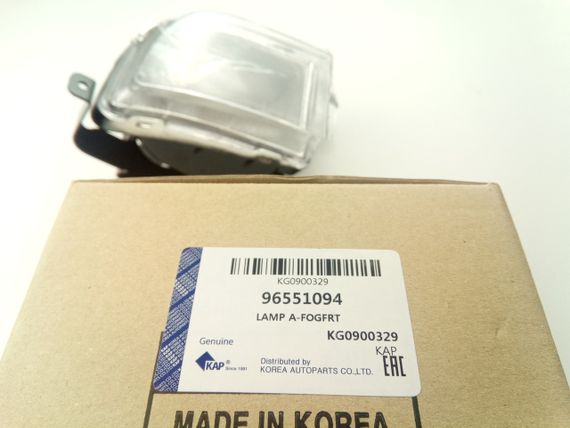 KG0900329
96551094
LAMP A-FOGFRT
KG0900329
KAP
EAC
Genuine
KAP®
Since 1991
Distributed by
KOREA AUTOPARTS CO.,LTD.
MADE IN KOREA